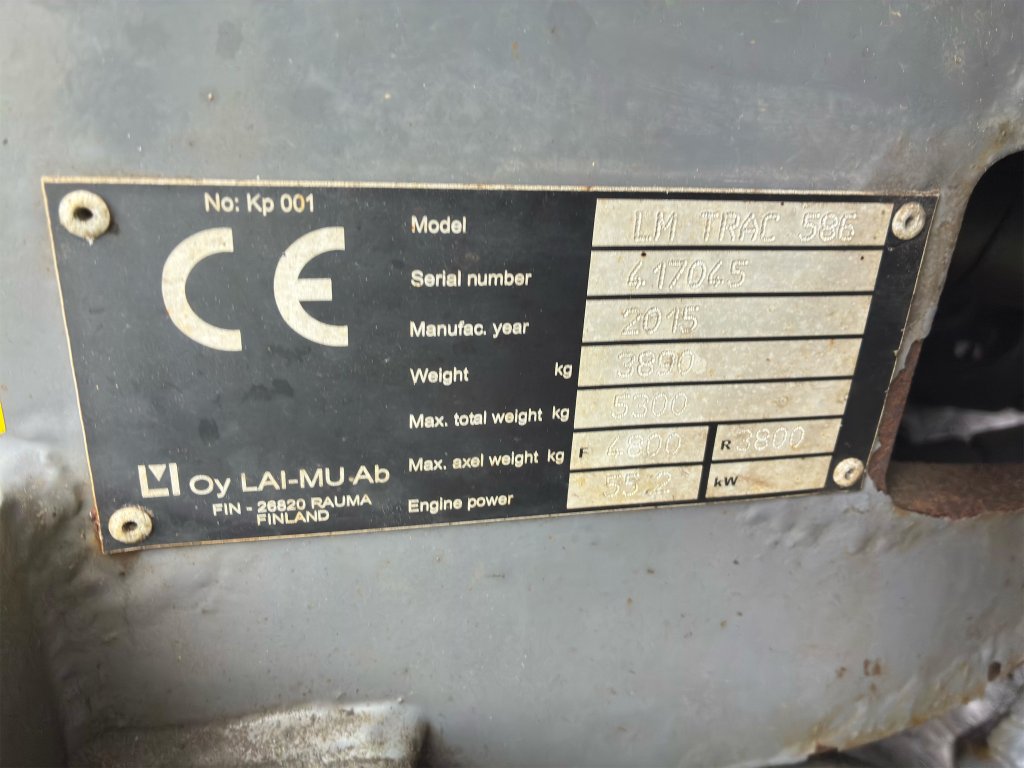 No: Kp 001
CE
Model LM TRAC 586
Serial number 417045
Manufac. year 2015
Weight kg 3890
Max. total weight kg 5300
Max. axel weight kg F 4800 R 3800
Engine power 55.2 kW
LM Oy LAI-MU Ab
FIN - 26820 RAUMA
FINLAND